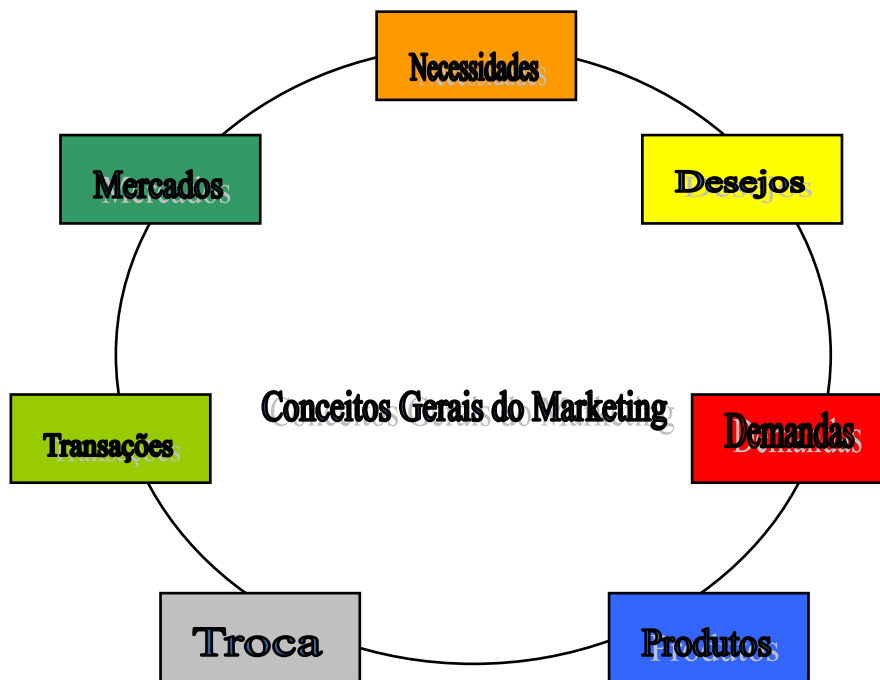 Necessidades
Mercados
Desejos
Conceitos Gerais do Marketing
Transações
Demandas
Troca
Produtos